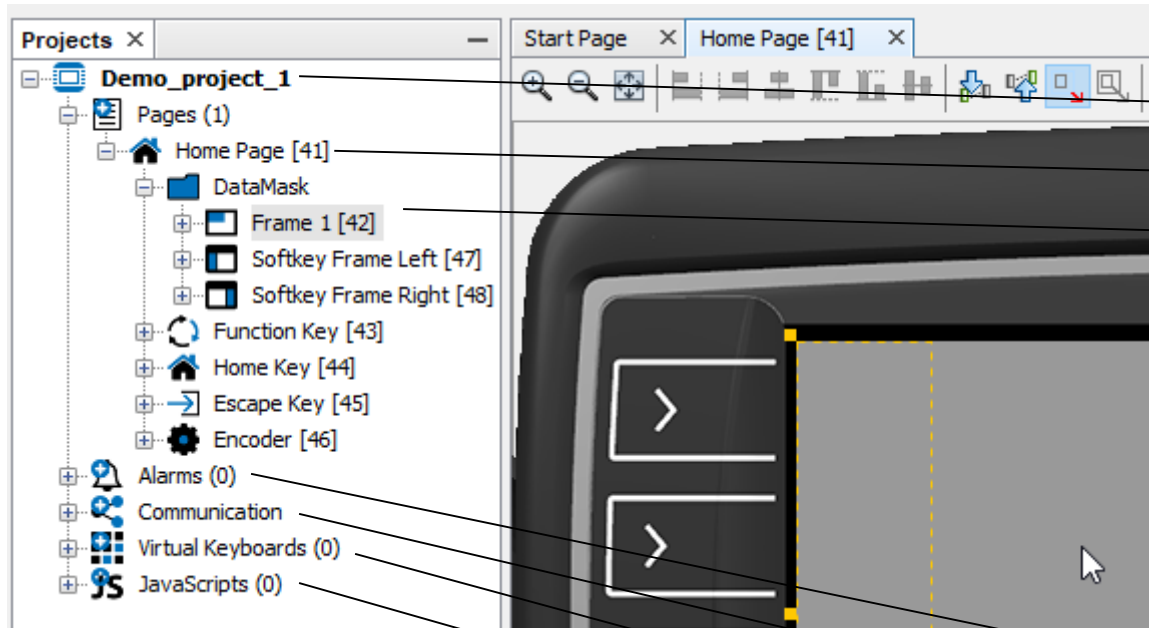 Projects
Start Page
Home Page [41]
Demo_project_1
Pages (1)
Home Page [41]
DataMask
Frame 1 [42]
Softkey Frame Left [47]
Softkey Frame Right [48]
Function Key [43]
Home Key [44]
Escape Key [45]
Encoder [46]
Alarms (0)
Communication
Virtual Keyboards (0)
JavaScripts (0)